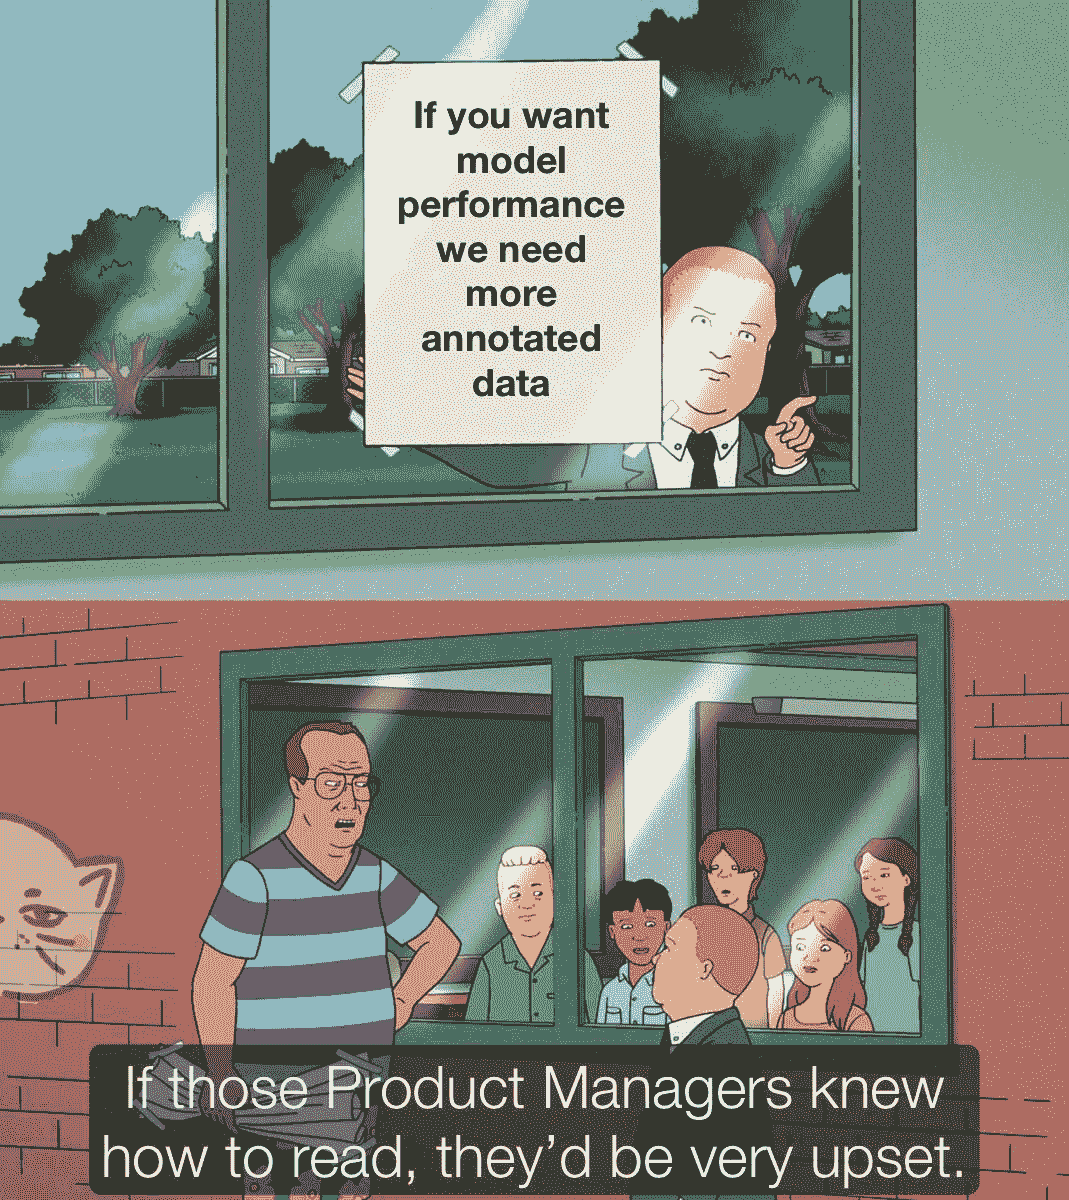 If you want
model
performance
we need
more
annotated
data
If those Product Managers knew
how to read, they’d be very upset.